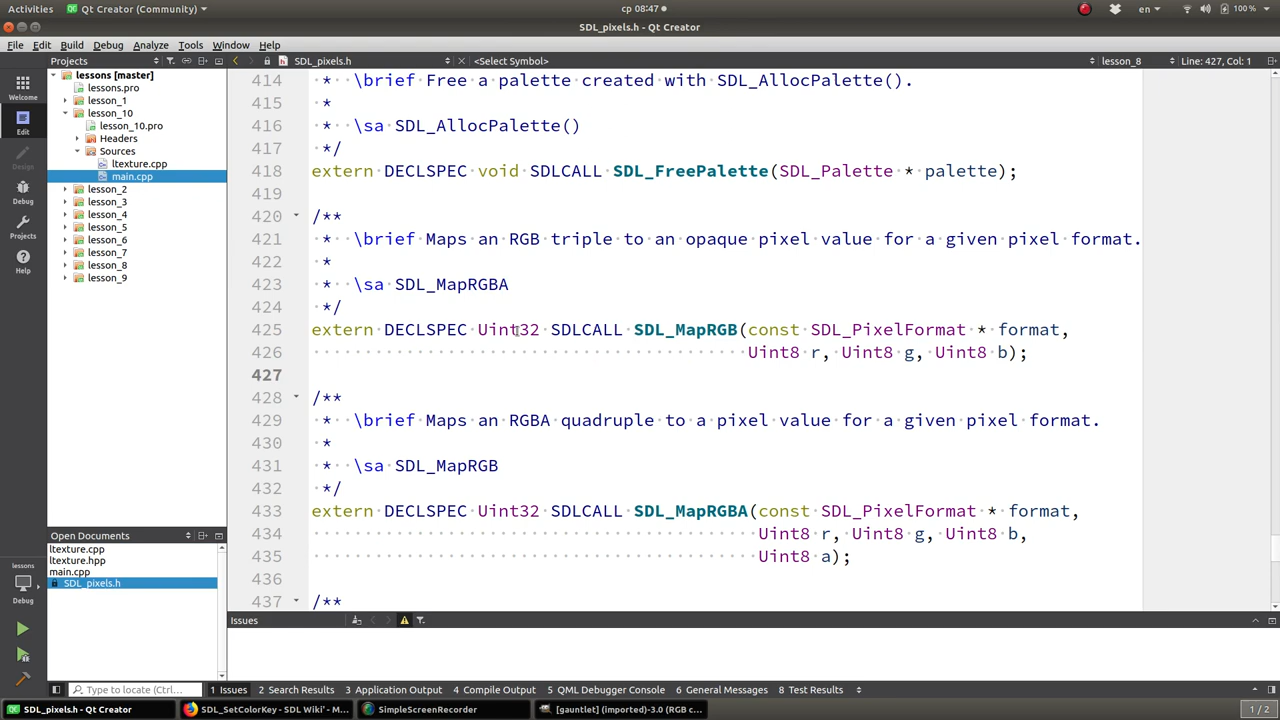 Activities Qt Creator (Community) ср 08:47 en 100 %
SDL_pixels.h - Qt Creator
File Edit Build Debug Analyze Tools Window Help
Projects SDL_pixels.h <Select Symbol> lesson_8 Line: 427, Col: 1
Welcome
Edit
Design
Debug
Projects
Help
lessons
Debug
lessons [master]
lessons.pro
lesson_1
lesson_10
lesson_10.pro
Headers
Sources
ltexture.cpp
main.cpp
lesson_2
lesson_3
lesson_4
lesson_5
lesson_6
lesson_7
lesson_8
lesson_9
Open Documents
ltexture.cpp
ltexture.hpp
main.cpp
SDL_pixels.h
414 * \brief Free a palette created with SDL_AllocPalette().
415 *
416 * \sa SDL_AllocPalette()
417 */
418 extern DECLSPEC void SDLCALL SDL_FreePalette(SDL_Palette * palette);
419
420 /**
421 * \brief Maps an RGB triple to an opaque pixel value for a given pixel format.
422 *
423 * \sa SDL_MapRGBA
424 */
425 extern DECLSPEC Uint32 SDLCALL SDL_MapRGB(const SDL_PixelFormat * format,
426 Uint8 r, Uint8 g, Uint8 b);
427
428 /**
429 * \brief Maps an RGBA quadruple to a pixel value for a given pixel format.
430 *
431 * \sa SDL_MapRGB
432 */
433 extern DECLSPEC Uint32 SDLCALL SDL_MapRGBA(const SDL_PixelFormat * format,
434 Uint8 r, Uint8 g, Uint8 b,
435 Uint8 a);
436
437 /**
Issues
Type to locate (Ctrl+K) 1 Issues 2 Search Results 3 Application Output 4 Compile Output 5 QML Debugger Console 6 General Messages 8 Test Results
SDL_pixels.h - Qt Creator SDL_SetColorKey - SDL Wiki' - M... SimpleScreenRecorder [gauntlet] (imported)-3.0 (RGB c... 1 / 2